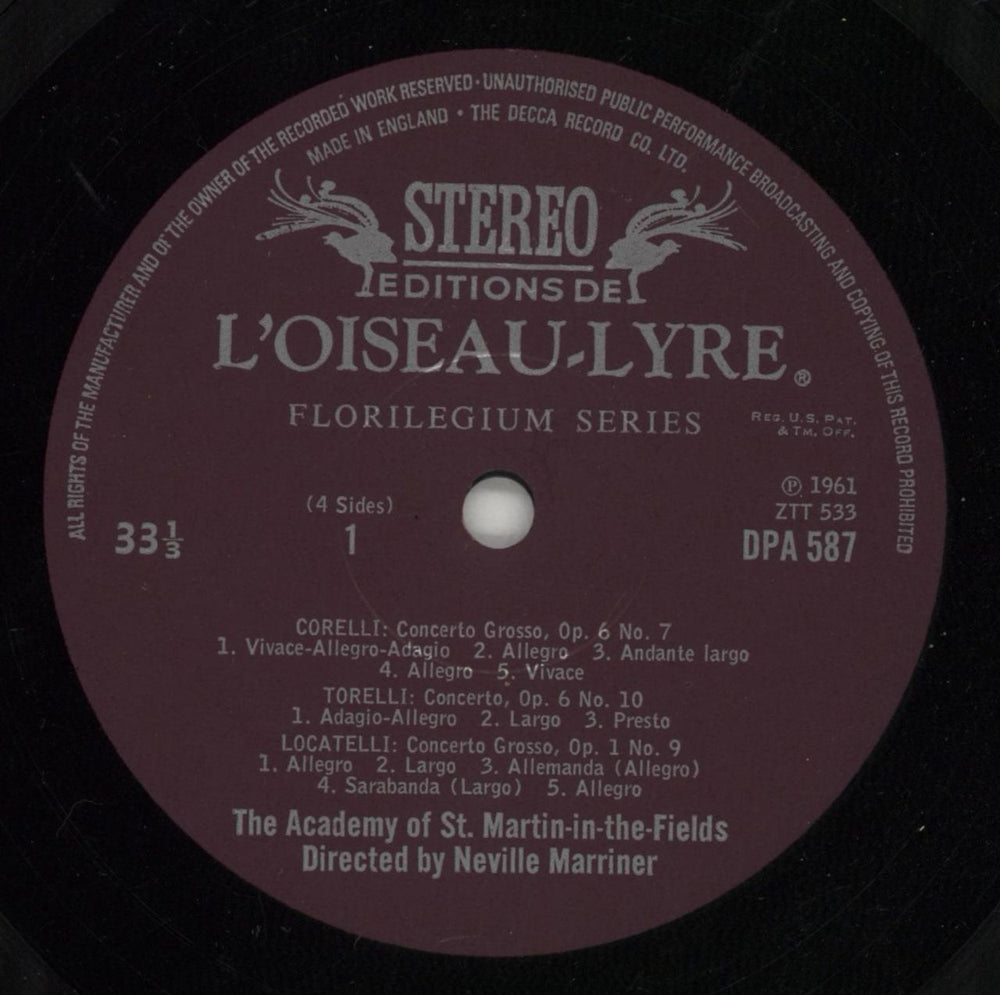 ALL RIGHTS OF THE MANUFACTURER AND OF THE OWNER OF THE RECORDED WORK RESERVED · UNAUTHORISED PUBLIC PERFORMANCE BROADCASTING AND COPYING OF THIS RECORD PROHIBITED
MADE IN ENGLAND • THE DECCA RECORD CO. LTD.
STEREO
EDITIONS DE
L'OISEAU-LYRE ®
FLORILEGIUM SERIES
REG. U.S. PAT.
& TM. OFF.
(4 Sides)
1
33⅓
Ⓟ 1961
ZTT 533
DPA 587
CORELLI: Concerto Grosso, Op. 6 No. 7
1. Vivace-Allegro-Adagio 2. Allegro 3. Andante largo
4. Allegro 5. Vivace
TORELLI: Concerto, Op. 6 No. 10
1. Adagio-Allegro 2. Largo 3. Presto
LOCATELLI: Concerto Grosso, Op. 1 No. 9
1. Allegro 2. Largo 3. Allemanda (Allegro)
4. Sarabanda (Largo) 5. Allegro
The Academy of St. Martin-in-the-Fields
Directed by Neville Marriner